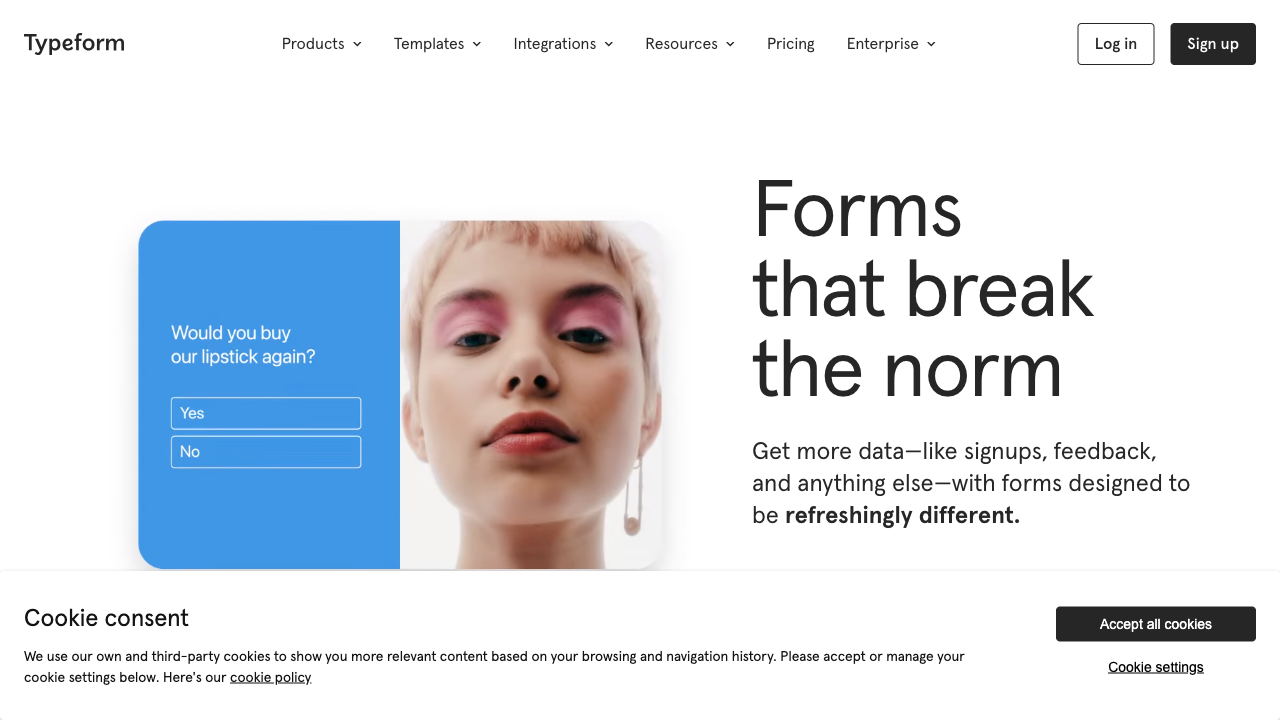 Typeform
Products
Templates
Integrations
Resources
Pricing
Enterprise
Log in
Sign up
Would you buy
our lipstick again?
Yes
No
Forms
that break
the norm
Get more data—like signups, feedback,
and anything else—with forms designed to
be refreshingly different.
Cookie consent
We use our own and third-party cookies to show you more relevant content based on your browsing and navigation history. Please accept or manage your
cookie settings below. Here's our cookie policy
Accept all cookies
Cookie settings